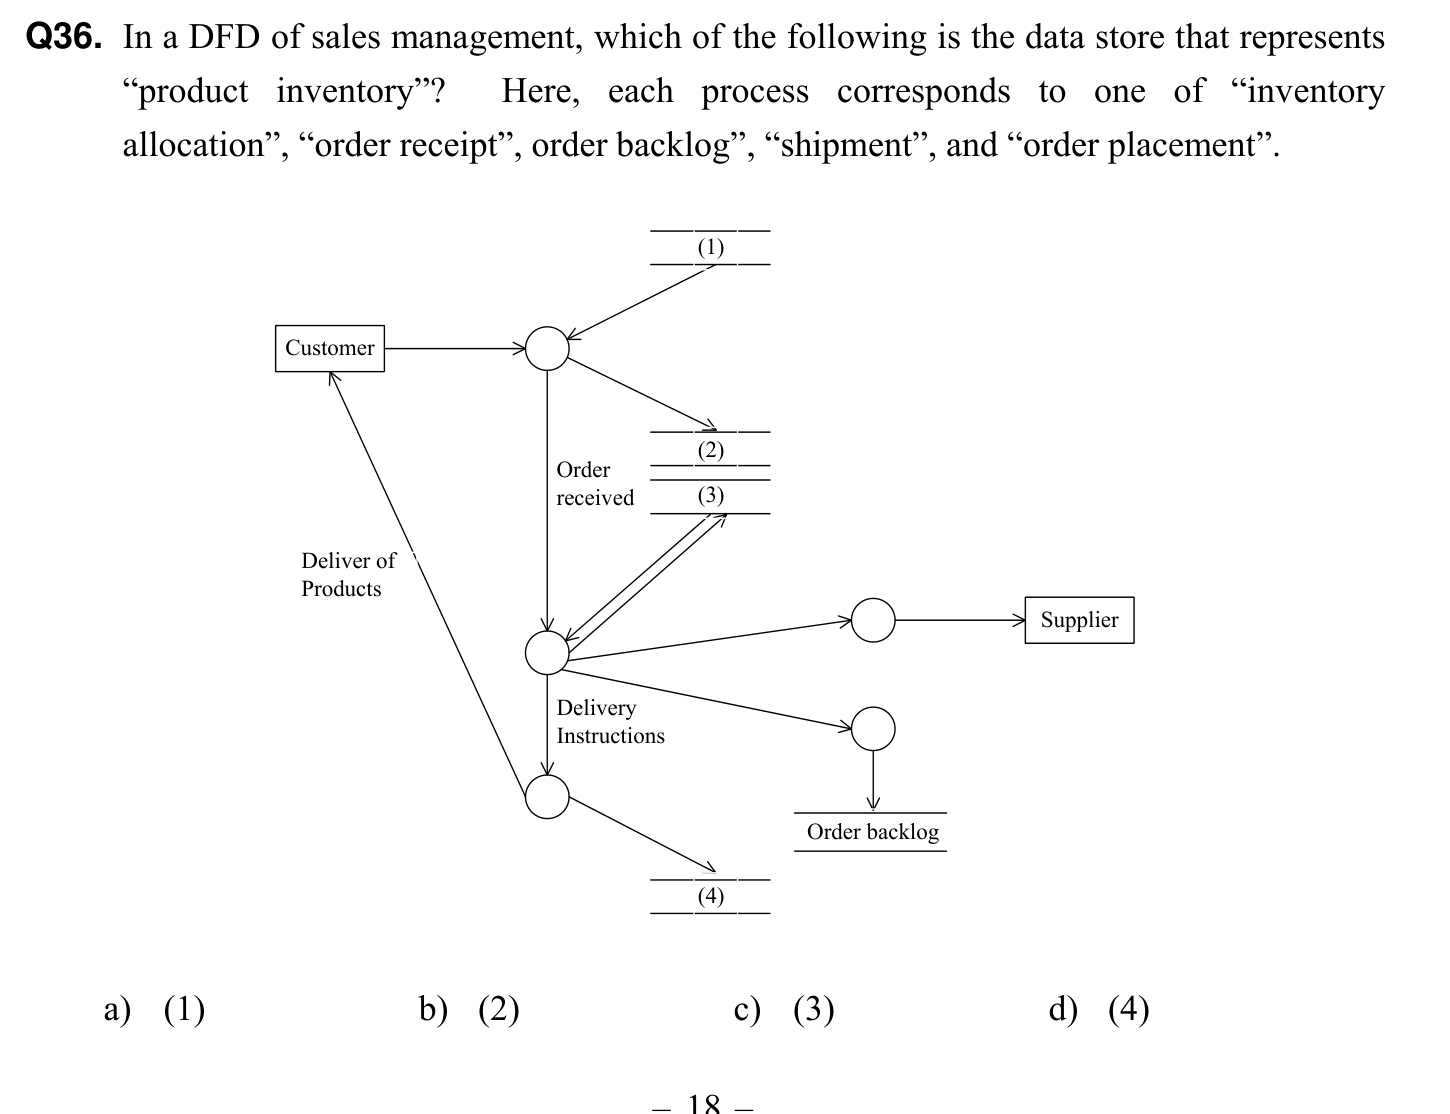 Q36. In a DFD of sales management, which of the following is the data store that represents
“product inventory”? Here, each process corresponds to one of “inventory
allocation”, “order receipt”, order backlog”, “shipment”, and “order placement”.
(1)
Customer
(2)
Order
received
(3)
Deliver of
Products
Supplier
Delivery
Instructions
Order backlog
(4)
a) (1) b) (2) c) (3) d) (4)
– 18 –